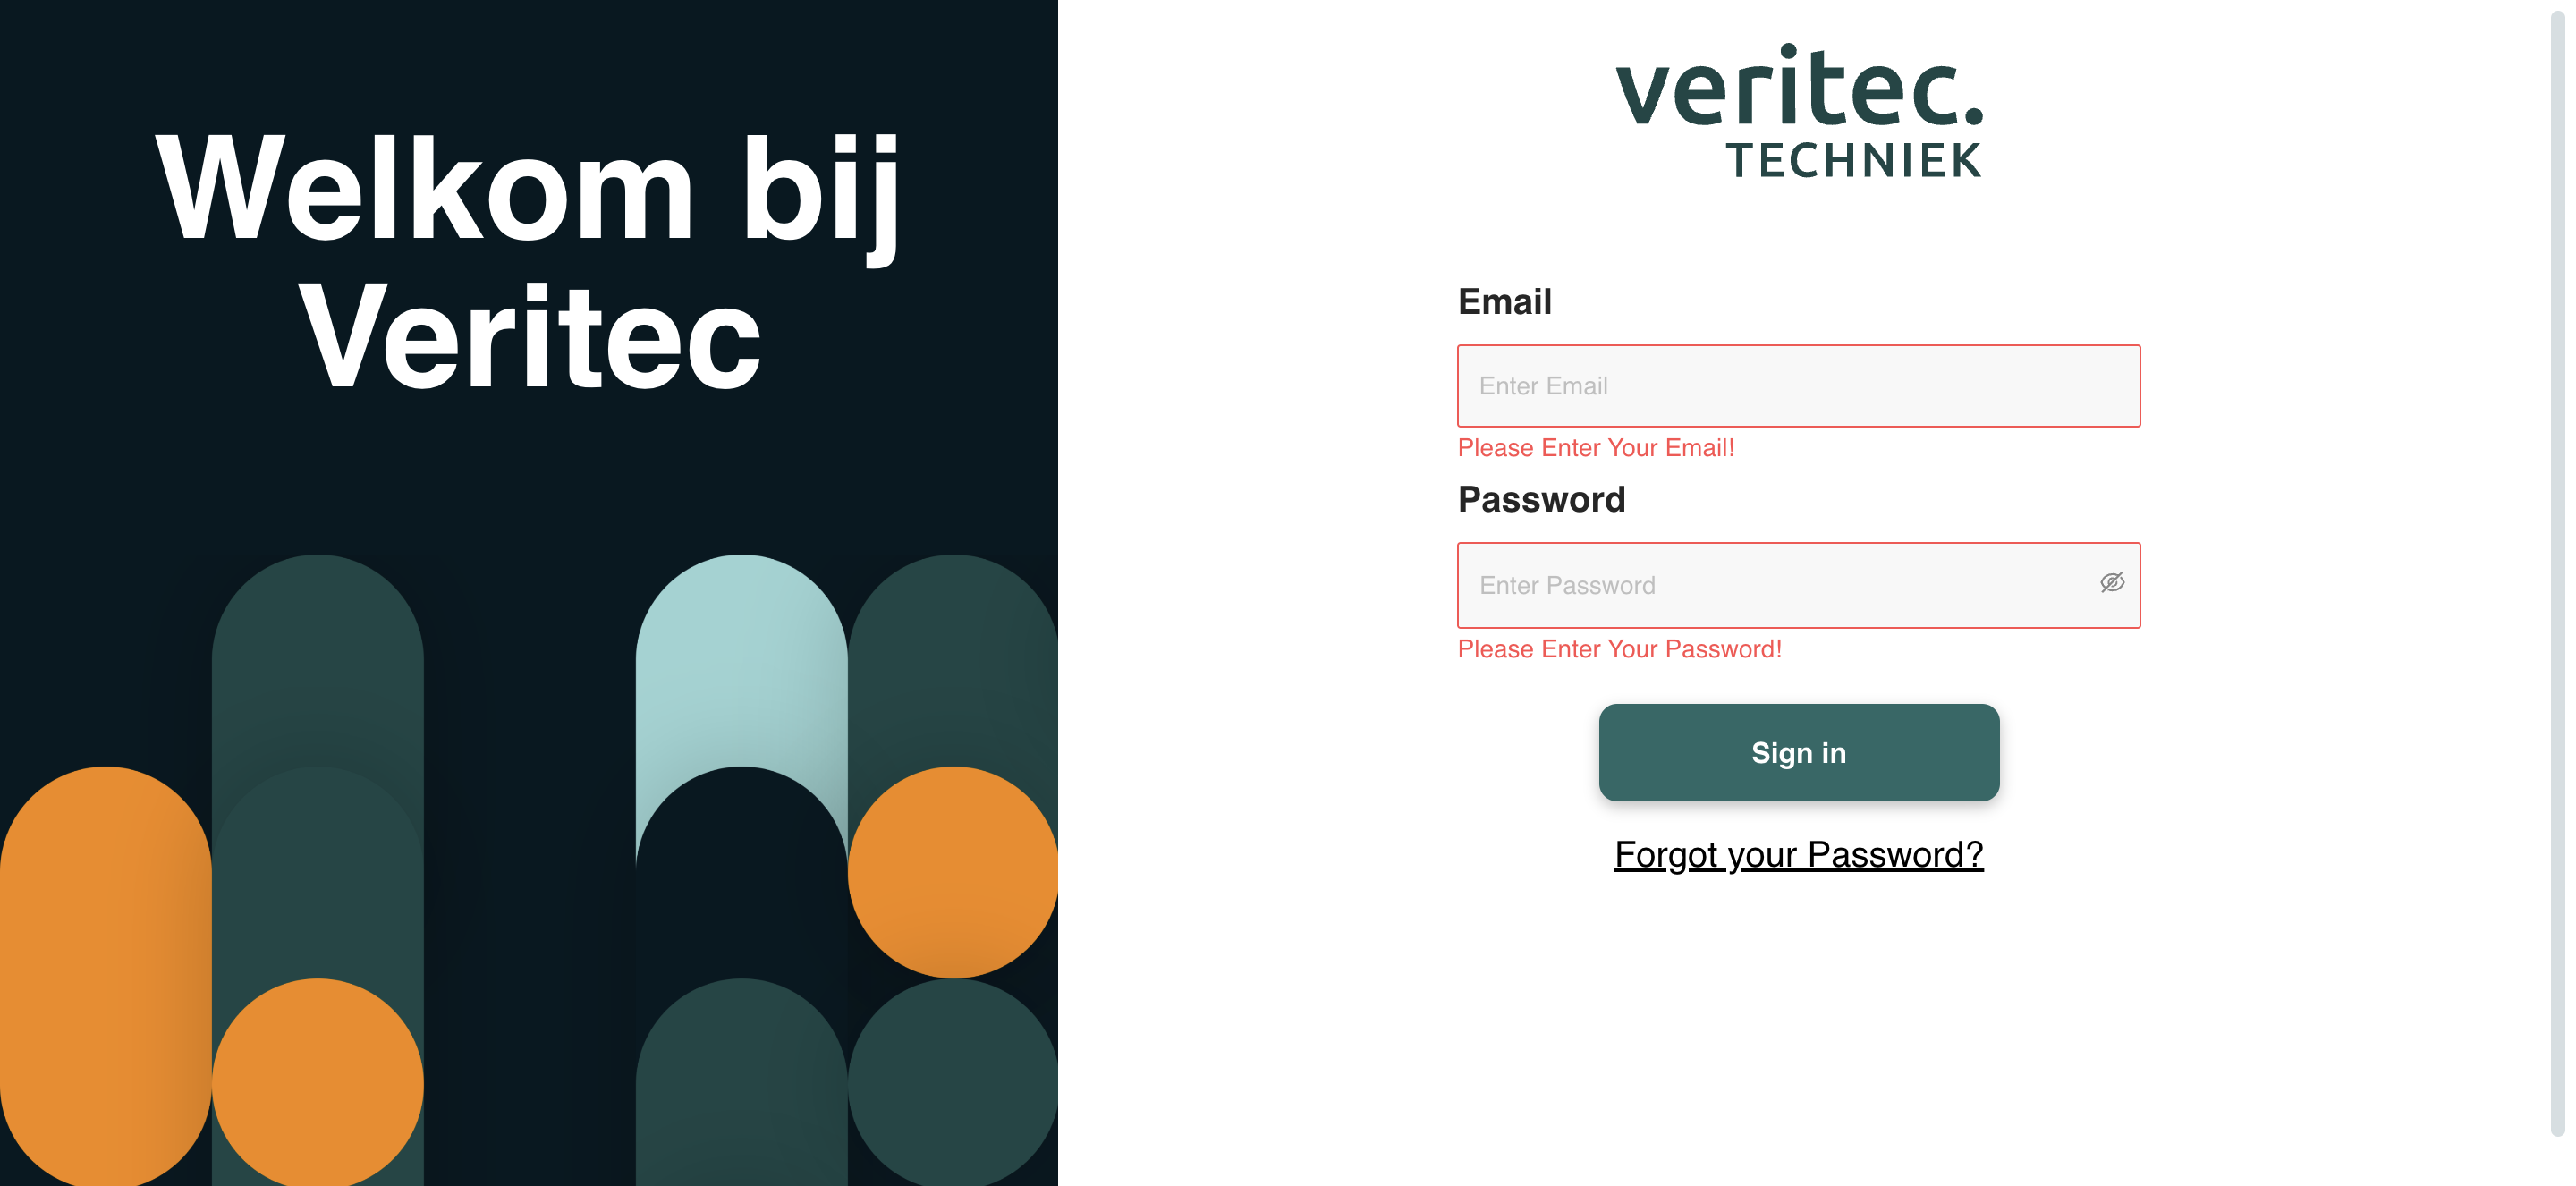 Welkom bij
Veritec
veritec.
TECHNIEK
Email
Enter Email
Please Enter Your Email!
Password
Enter Password
Please Enter Your Password!
Sign in
Forgot your Password?